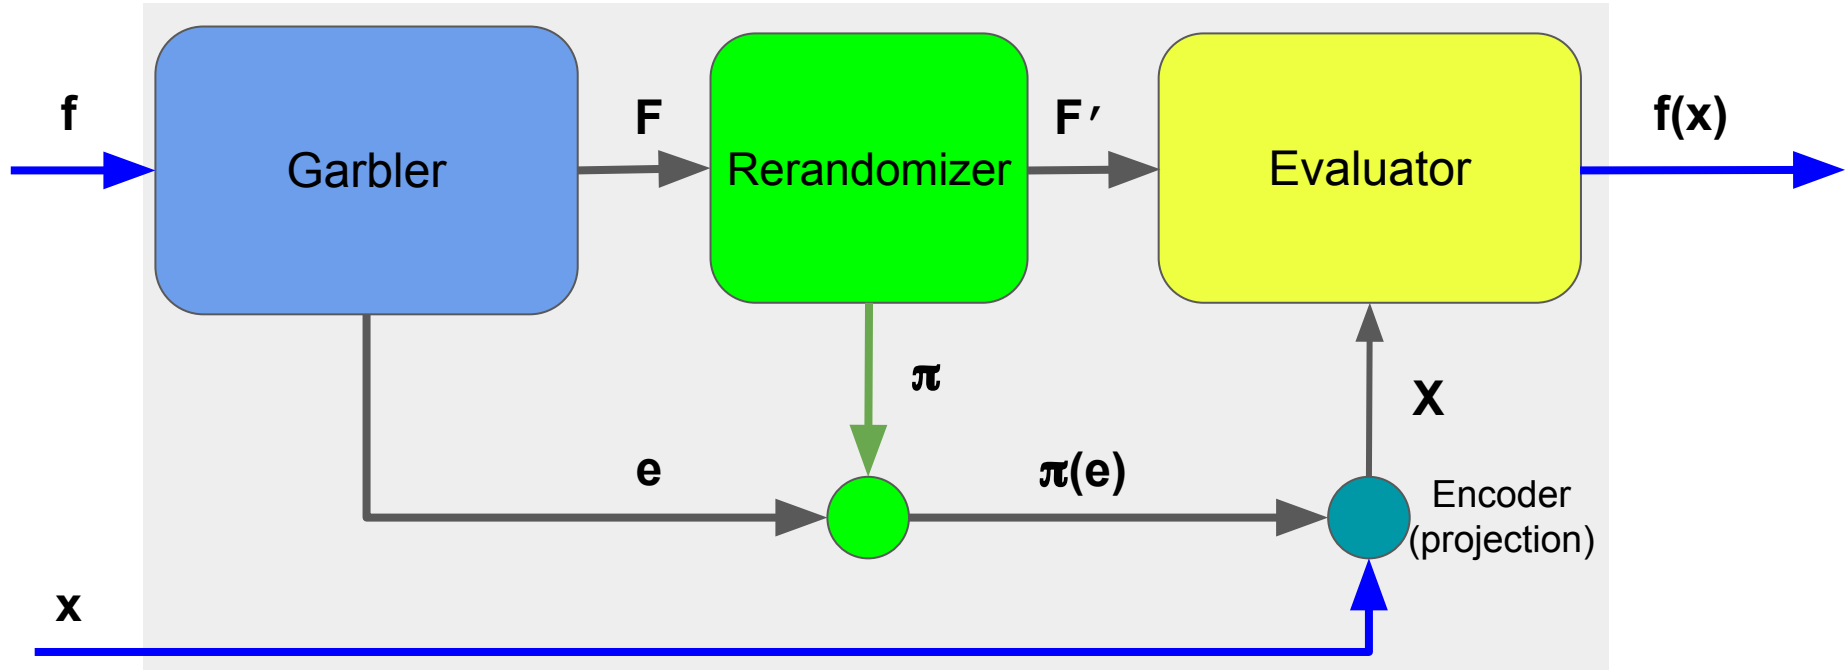 f
Garbler
F
Rerandomizer
F′
Evaluator
f(x)
π
X
e
π(e)
Encoder
(projection)
x